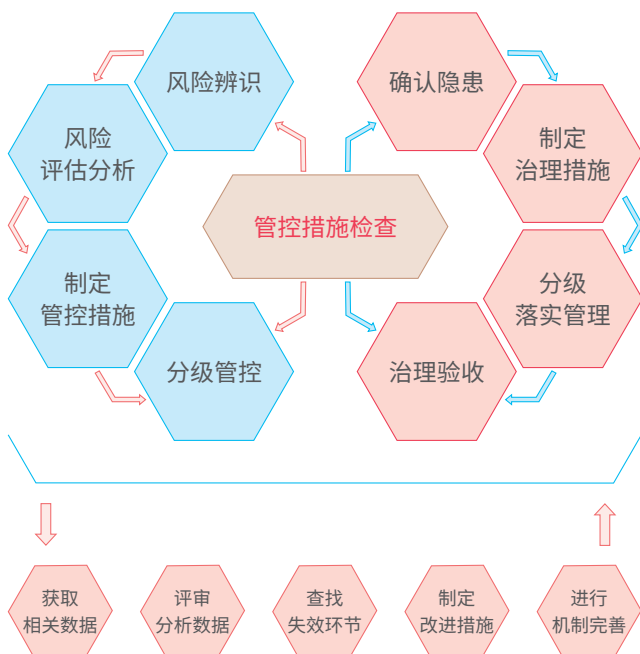 风险辨识
风险
评估分析
制定
管控措施
分级管控
管控措施检查
确认隐患
制定
治理措施
分级
落实管理
治理验收
获取
相关数据
评审
分析数据
查找
失效环节
制定
改进措施
进行
机制完善